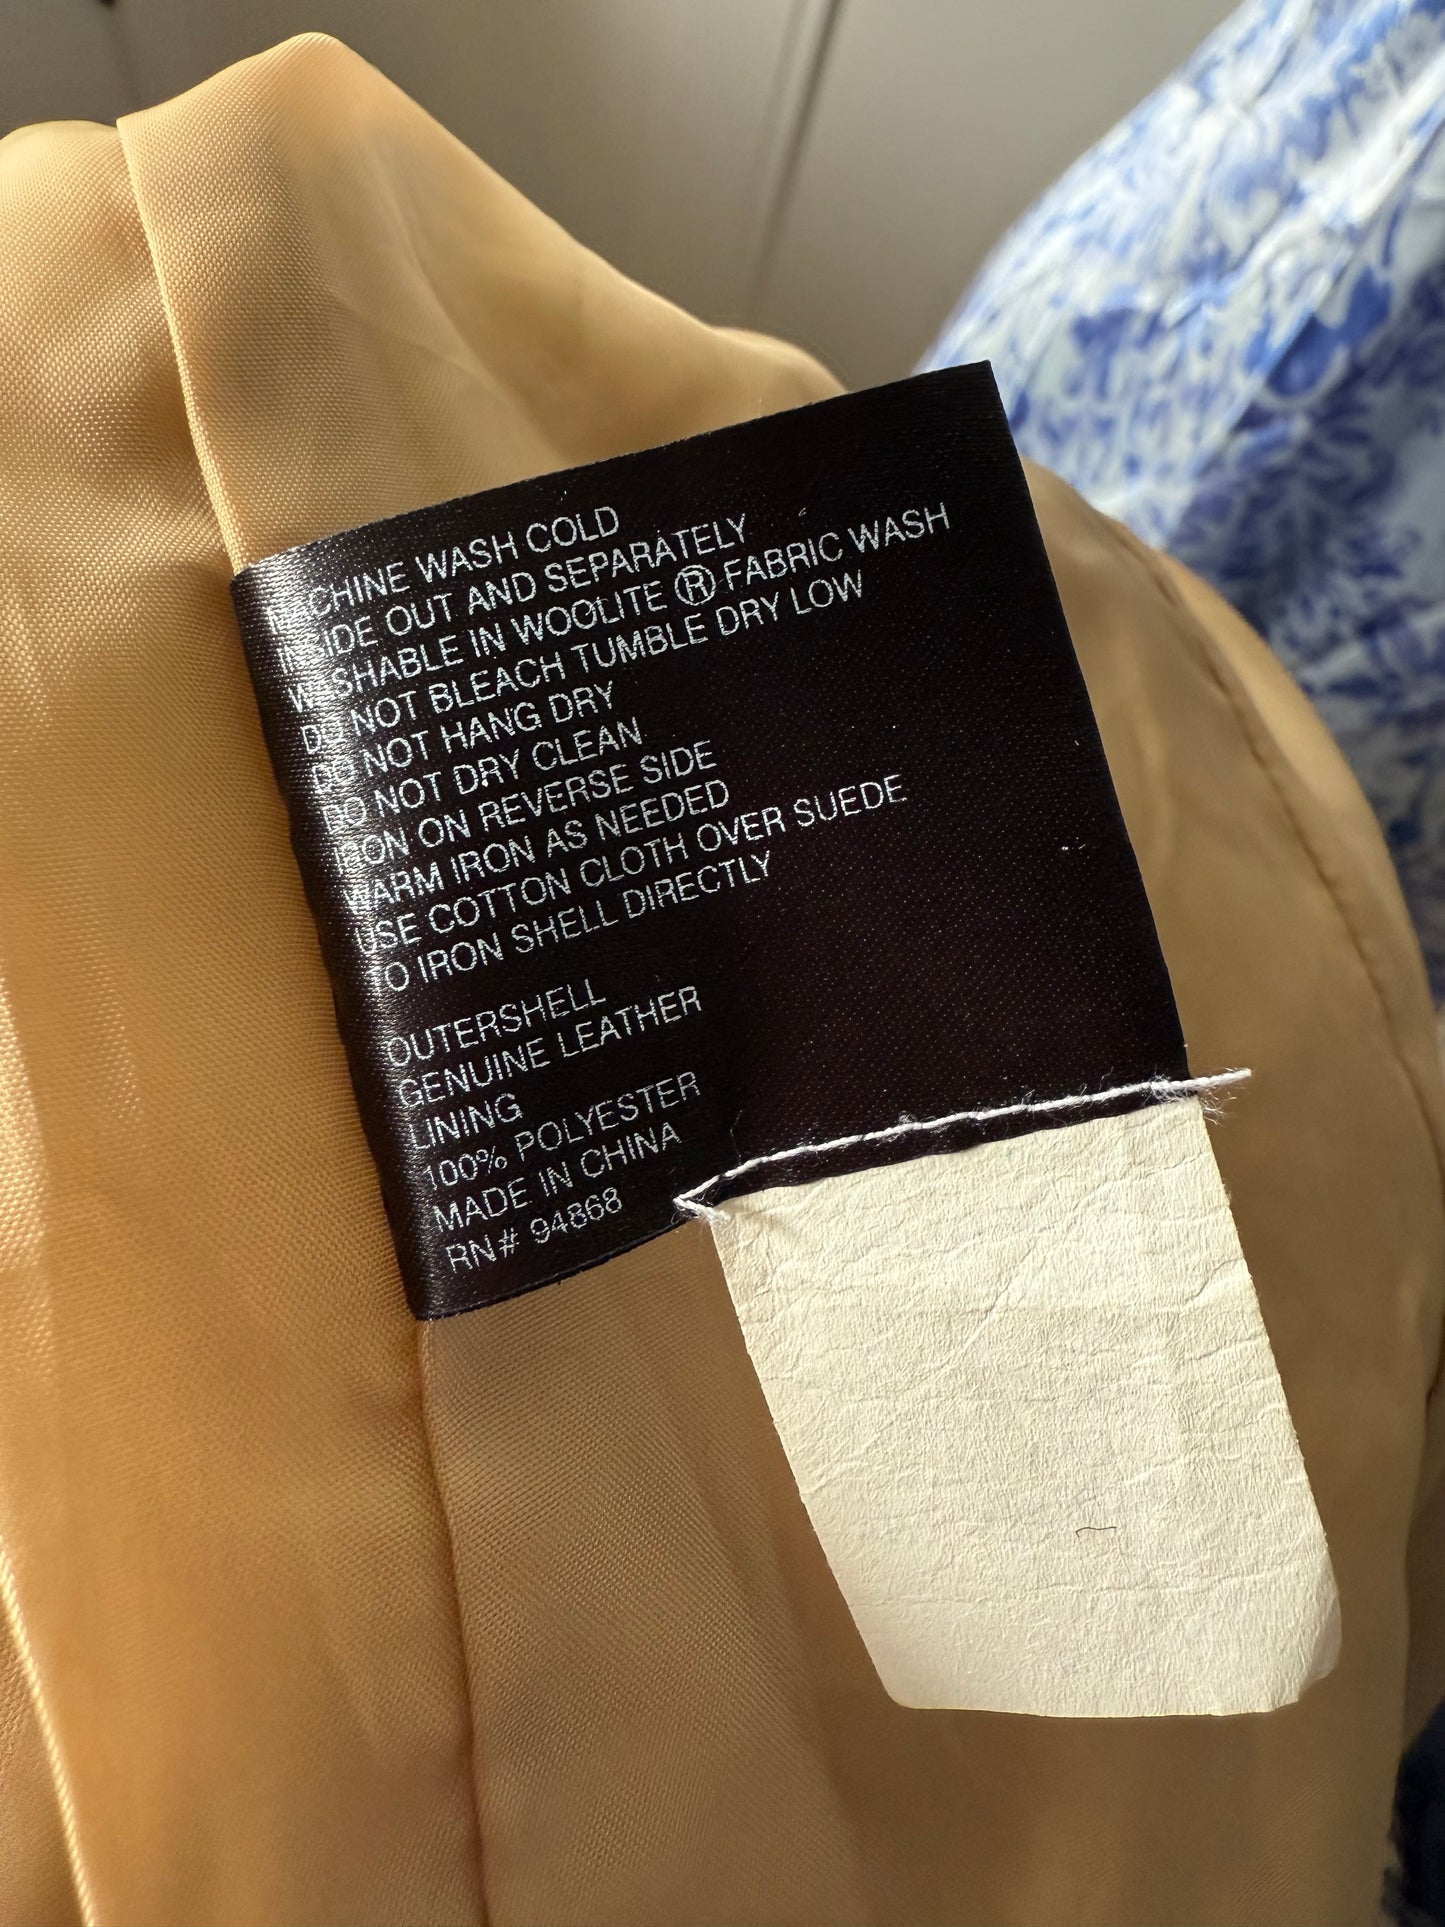 MACHINE WASH COLD
INSIDE OUT AND SEPARATELY
WASHABLE IN WOOLITE ® FABRIC WASH
DO NOT BLEACH TUMBLE DRY LOW
DO NOT HANG DRY
DO NOT DRY CLEAN
IRON ON REVERSE SIDE
WARM IRON AS NEEDED
USE COTTON CLOTH OVER SUEDE
TO IRON SHELL DIRECTLY
OUTERSHELL
GENUINE LEATHER
LINING
100% POLYESTER
MADE IN CHINA
RN# 94868